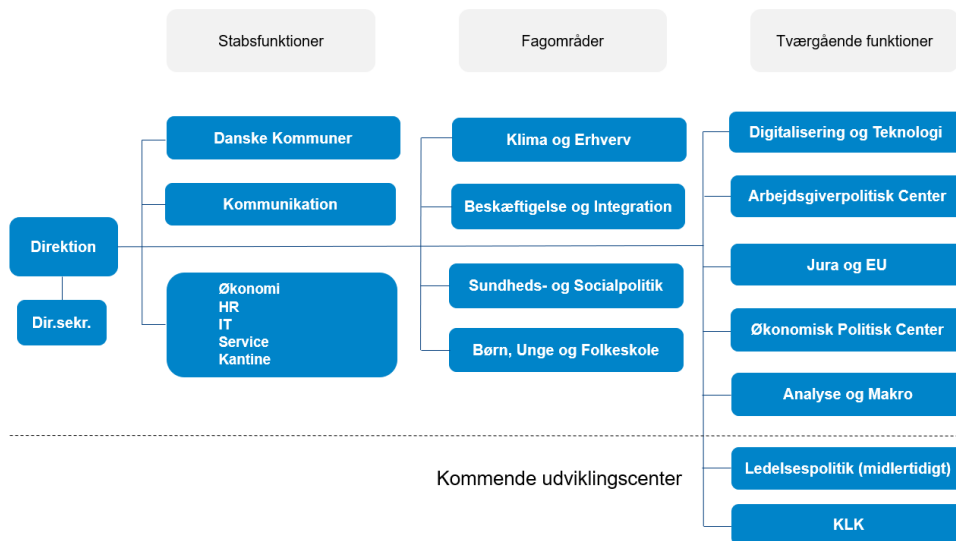 Stabsfunktioner
Fagområder
Tværgående funktioner
Direktion
Dir.sekr.
Danske Kommuner
Kommunikation
Økonomi
HR
IT
Service
Kantine
Klima og Erhverv
Beskæftigelse og Integration
Sundheds- og Socialpolitik
Børn, Unge og Folkeskole
Digitalisering og Teknologi
Arbejdsgiverpolitisk Center
Jura og EU
Økonomisk Politisk Center
Analyse og Makro
Kommende udviklingscenter
Ledelsespolitik (midlertidigt)
KLK